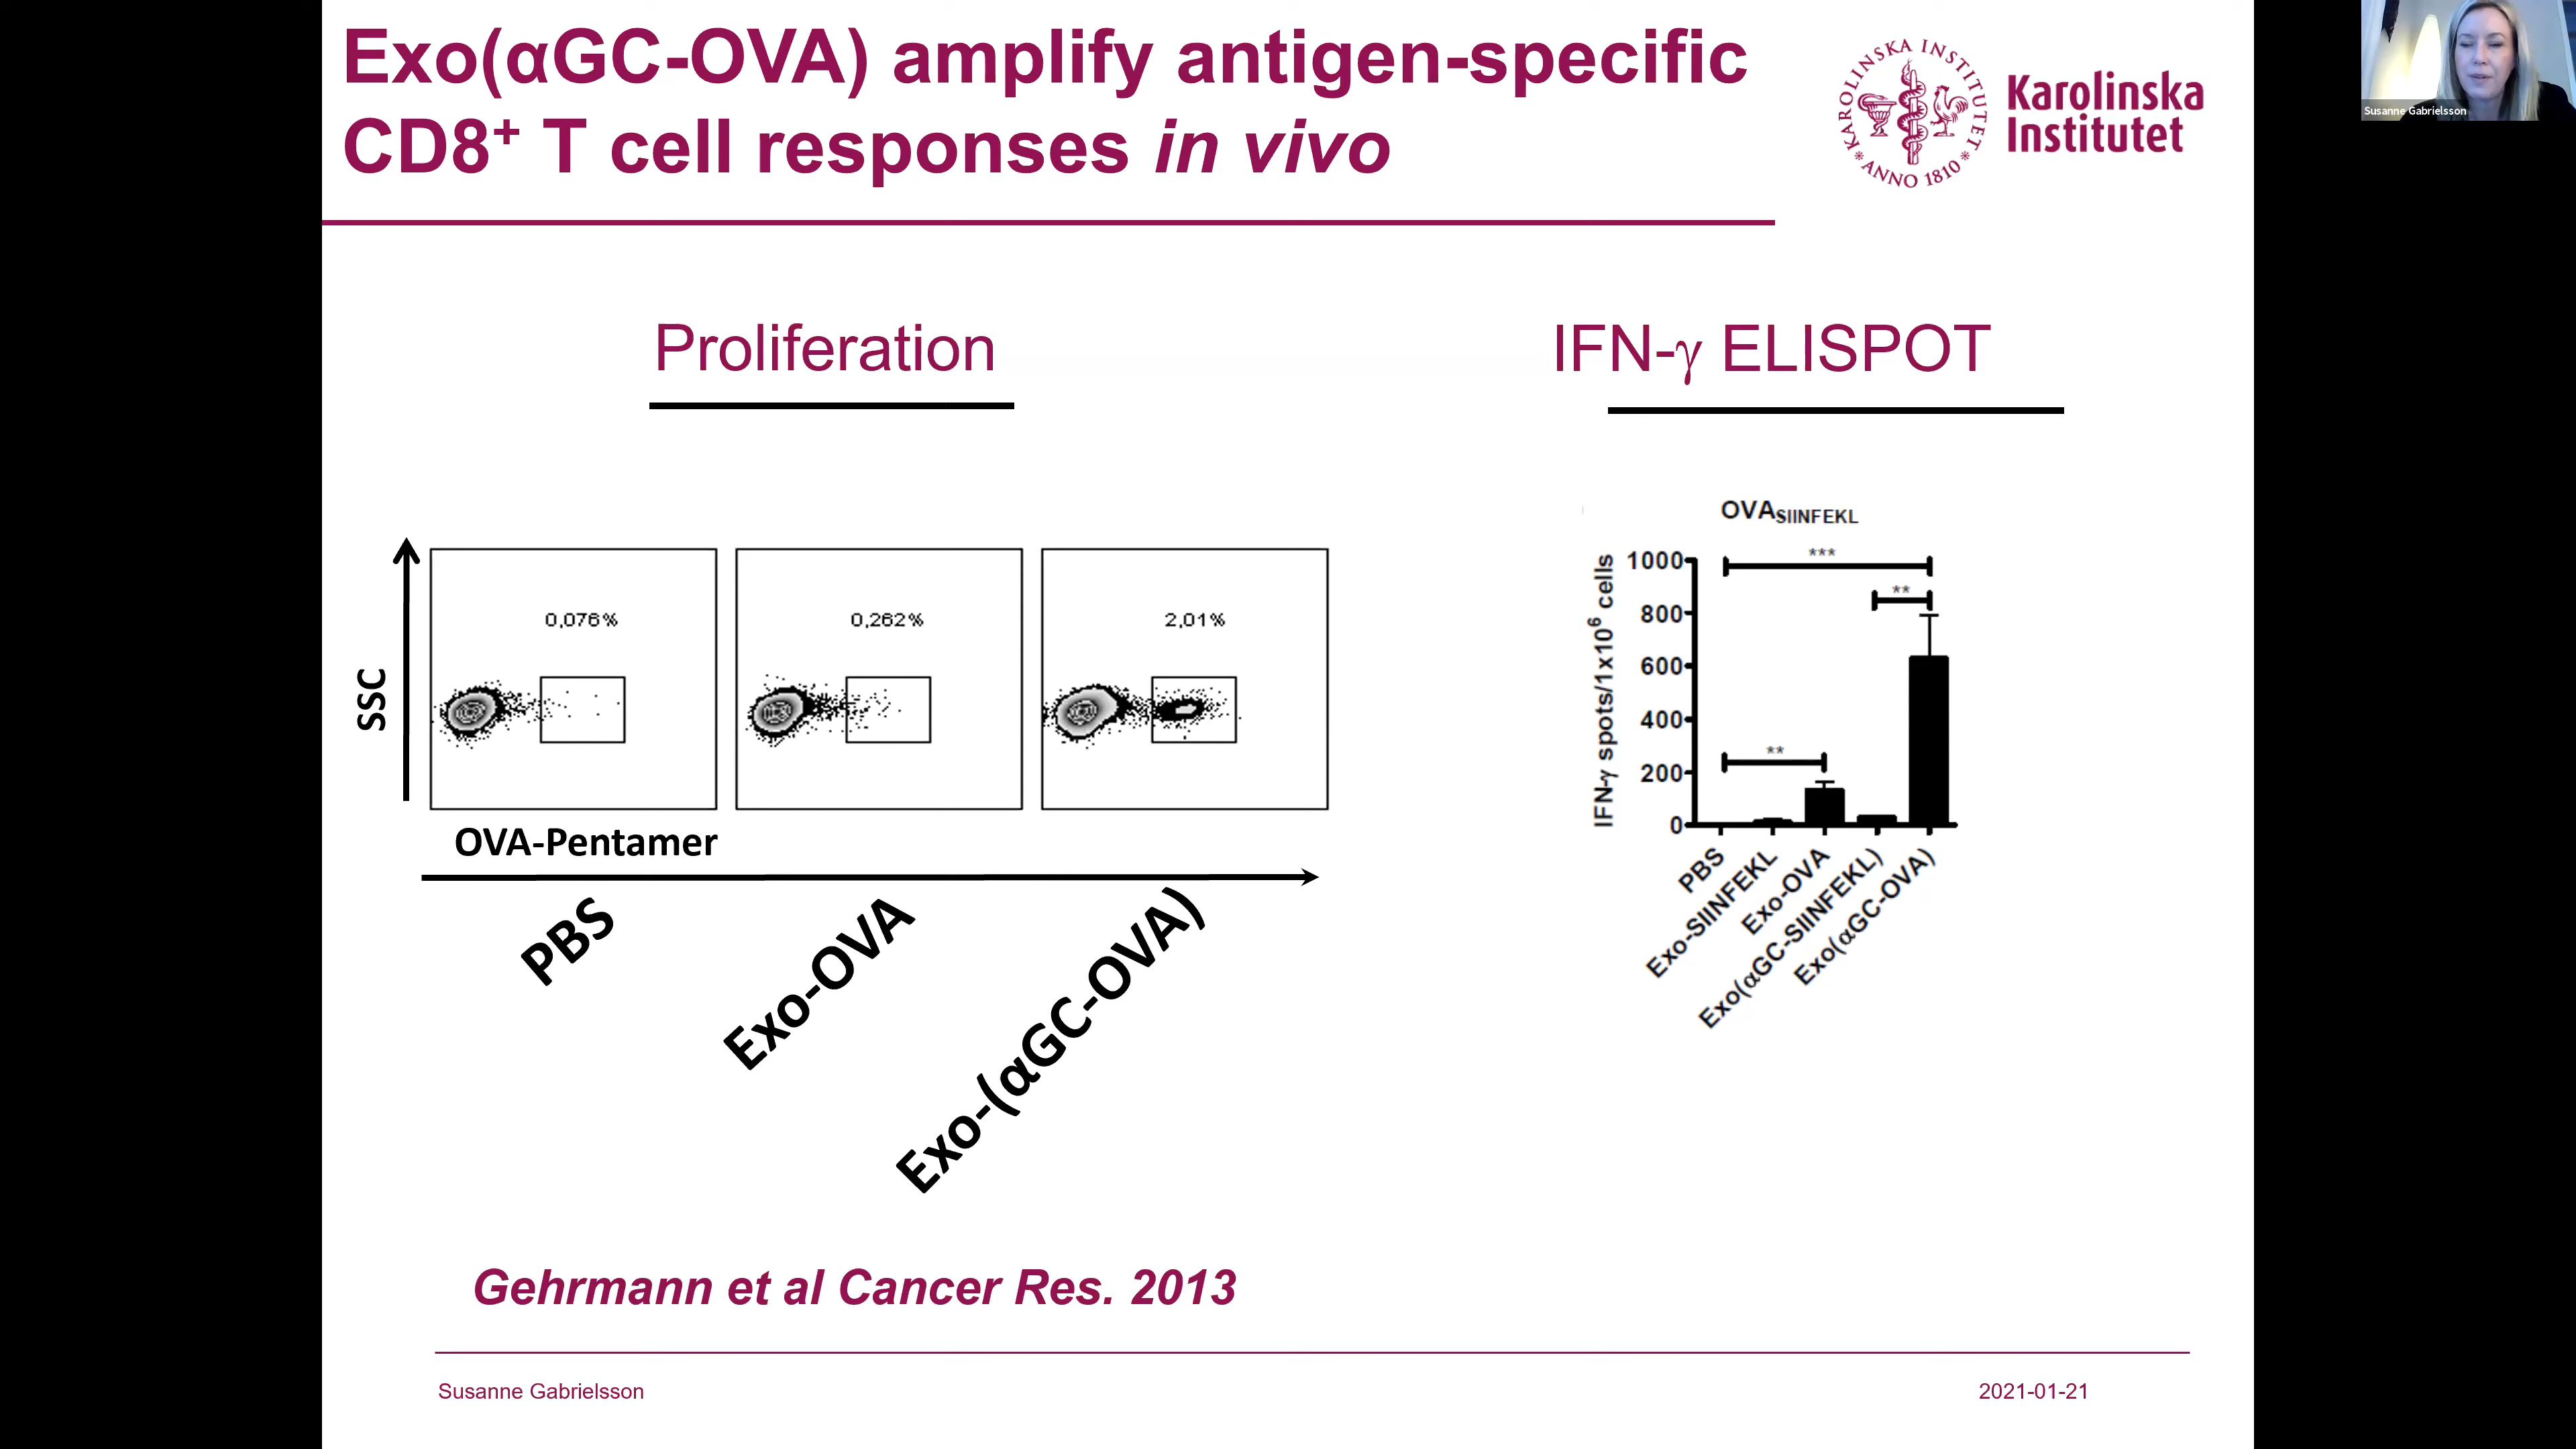 Exo(αGC-OVA) amplify antigen-specific
CD8⁺ T cell responses in vivo
KAROLINSKA INSTITUTET
* ANNO 1810 *
Karolinska
Institutet
Susanne Gabrielsson
Proliferation
IFN-γ ELISPOT
SSC
0,076%
0,262%
2,01%
OVA-Pentamer
PBS
Exo-OVA
Exo-(αGC-OVA)
OVASIINFEKL
IFN-γ spots/1x10⁶ cells
1000
800
600
400
200
0
***
**
**
PBS
Exo-SIINFEKL
Exo-OVA
Exo(αGC-SIINFEKL)
Exo(αGC-OVA)
Gehrmann et al Cancer Res. 2013
Susanne Gabrielsson
2021-01-21